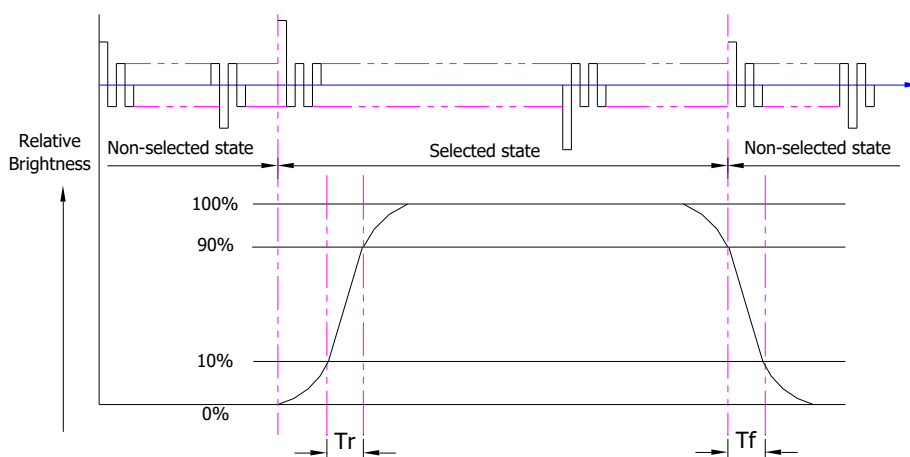 Relative
Brightness
Non-selected state
Selected state
Non-selected state
100%
90%
10%
0%
Tr
Tf